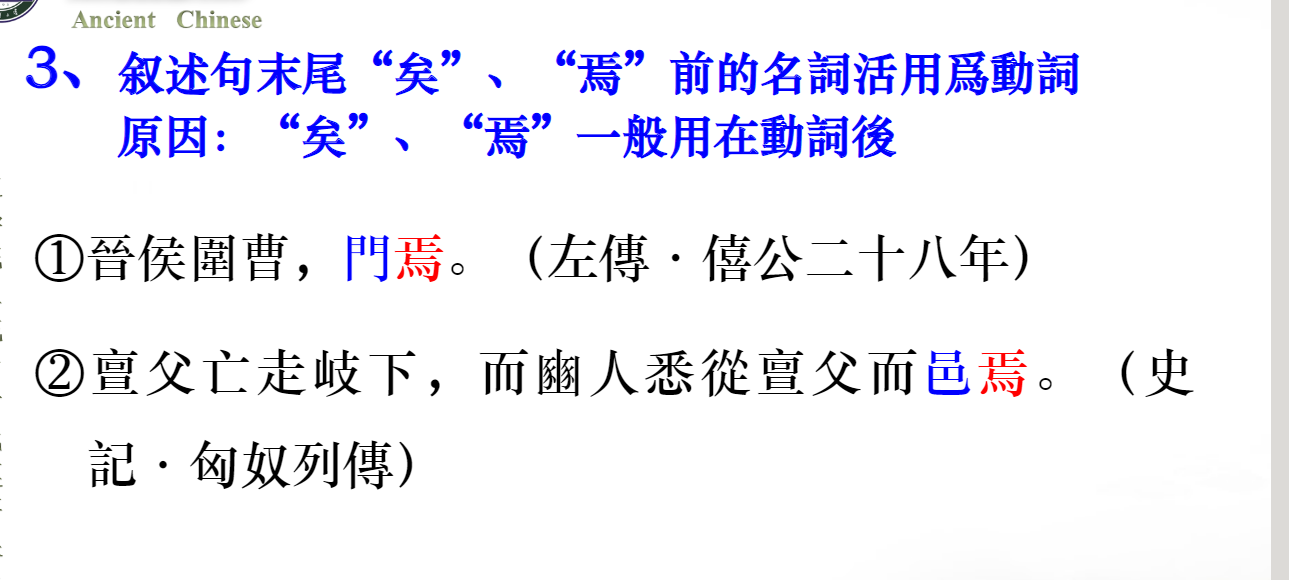 Ancient Chinese
3、叙述句末尾“矣”、“焉”前的名詞活用爲動詞
原因：“矣”、“焉”一般用在動詞後
①晉侯圍曹，門焉。（左傳·僖公二十八年）
②亶父亡走岐下，而豳人悉從亶父而邑焉。（史
記·匈奴列傳）